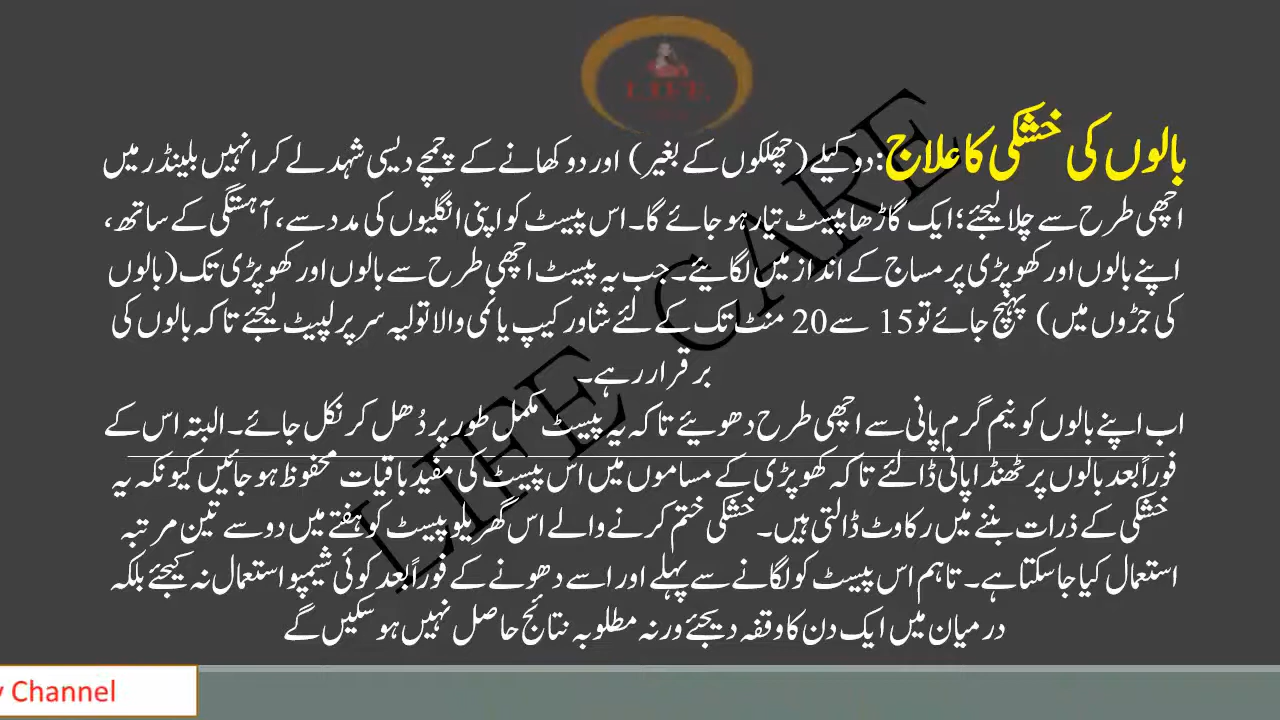 LIFE
بالوں کی خشکی کا علاج: دو کیلے (چھلکوں کے بغیر) اور دو کھانے کے چمچے دیسی شہد لے کر انہیں بلینڈر میں
اچھی طرح سے چلا لیجئے؛ ایک گاڑھا پیسٹ تیار ہو جائے گا۔ اس پیسٹ کو اپنی انگلیوں کی مدد سے، آہستگی کے ساتھ،
اپنے بالوں اور کھوپڑی پر مساج کے انداز میں لگائیے۔ جب یہ پیسٹ اچھی طرح سے بالوں اور کھوپڑی تک (بالوں
کی جڑوں میں) پہنچ جائے تو 15 سے 20 منٹ تک کے لئے شاور کیپ یا نمی والا تولیہ سر پر لپیٹ لیجئے تاکہ بالوں کی
برقرار رہے۔
اب اپنے بالوں کو نیم گرم پانی سے اچھی طرح دھوئیے تاکہ یہ پیسٹ مکمل طور پر دُھل کر نکل جائے۔ البتہ اس کے
فوراً بعد بالوں پر ٹھنڈا پانی ڈالئے تاکہ کھوپڑی کے مساموں میں اس پیسٹ کی مفید باقیات محفوظ ہو جائیں کیونکہ یہ
خشکی کے ذرات بننے میں رکاوٹ ڈالتی ہیں۔ خشکی ختم کرنے والے اس گھریلو پیسٹ کو ہفتے میں دو سے تین مرتبہ
استعمال کیا جاسکتا ہے۔ تاہم اس پیسٹ کو لگانے سے پہلے اور اسے دھونے کے فوراً بعد کوئی شیمپو استعمال نہ کیجئے بلکہ
درمیان میں ایک دن کا وقفہ دیجئے ورنہ مطلوبہ نتائج حاصل نہیں ہو سکیں گے
LIFE CARE
y Channel